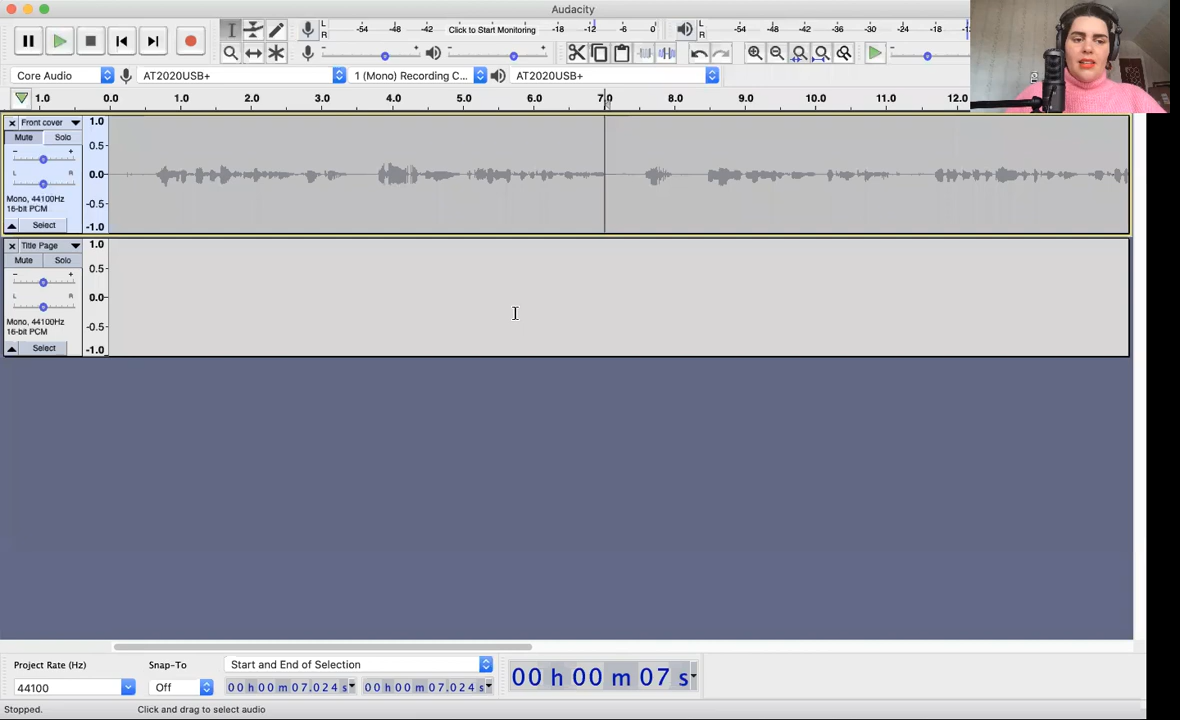 Audacity
L
R
-54 -48 -42 Click to Start Monitoring -18 -12 -6 0
L
R
-54 -48 -42 -36 -30 -24 -18 -12
Core Audio AT2020USB+ 1 (Mono) Recording C... AT2020USB+
1.0 0.0 1.0 2.0 3.0 4.0 5.0 6.0 7.0 8.0 9.0 10.0 11.0 12.0
Front cover
Mute Solo
- +
L R
Mono, 44100Hz
16-bit PCM
Select
1.0
0.5
0.0
-0.5
-1.0
Title Page
Mute Solo
- +
L R
Mono, 44100Hz
16-bit PCM
Select
1.0
0.5
0.0
-0.5
-1.0
Project Rate (Hz) Snap-To Start and End of Selection
44100 Off 00 h 00 m 07.024 s 00 h 00 m 07.024 s 00 h 00 m 07 s
Stopped. Click and drag to select audio